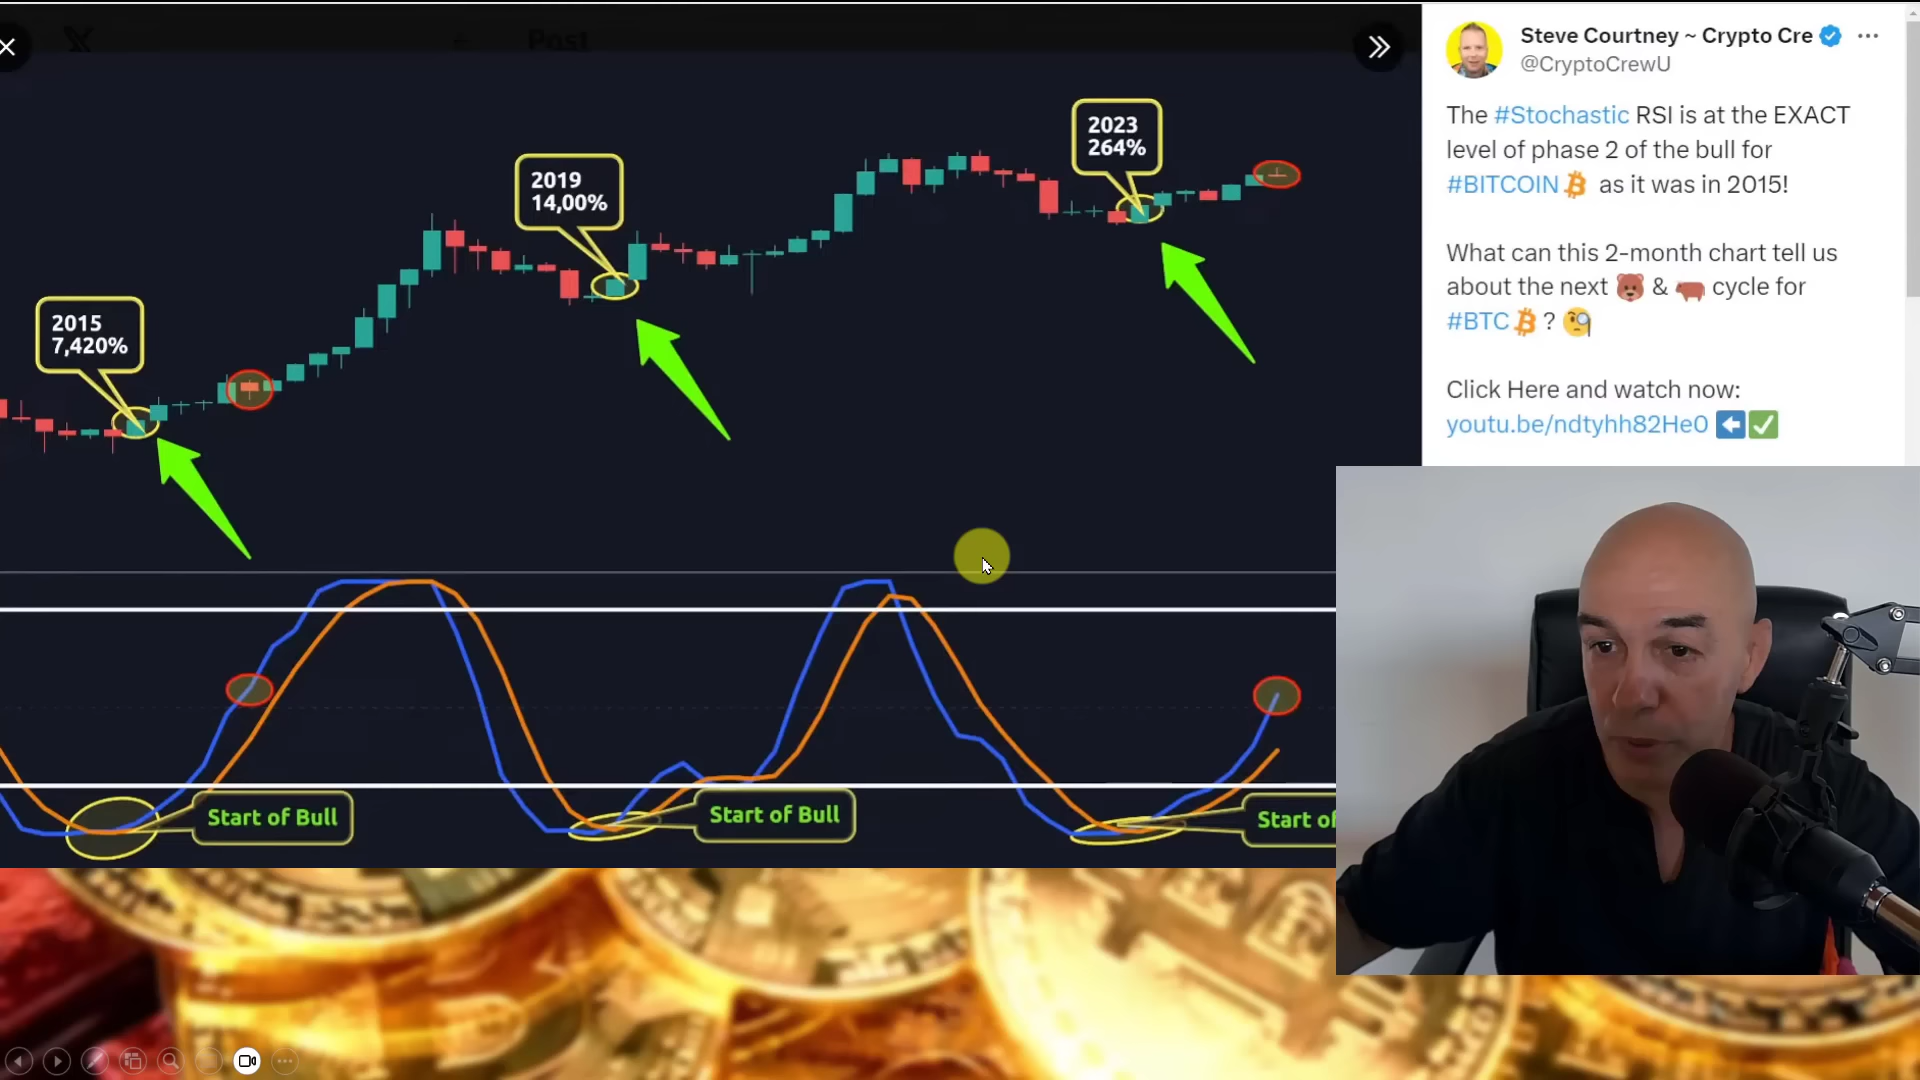 Post
Steve Courtney ~ Crypto Cre
@CryptoCrewU
The #Stochastic RSI is at the EXACT
level of phase 2 of the bull for
#BITCOIN as it was in 2015!
What can this 2-month chart tell us
about the next 🐻 & 🐂 cycle for
#BTC ? 🧐
Click Here and watch now:
youtu.be/ndtyhh82He0 ⬅️✅
2023
264%
2019
14,00%
2015
7,420%
Start of Bull
Start of Bull
Start of